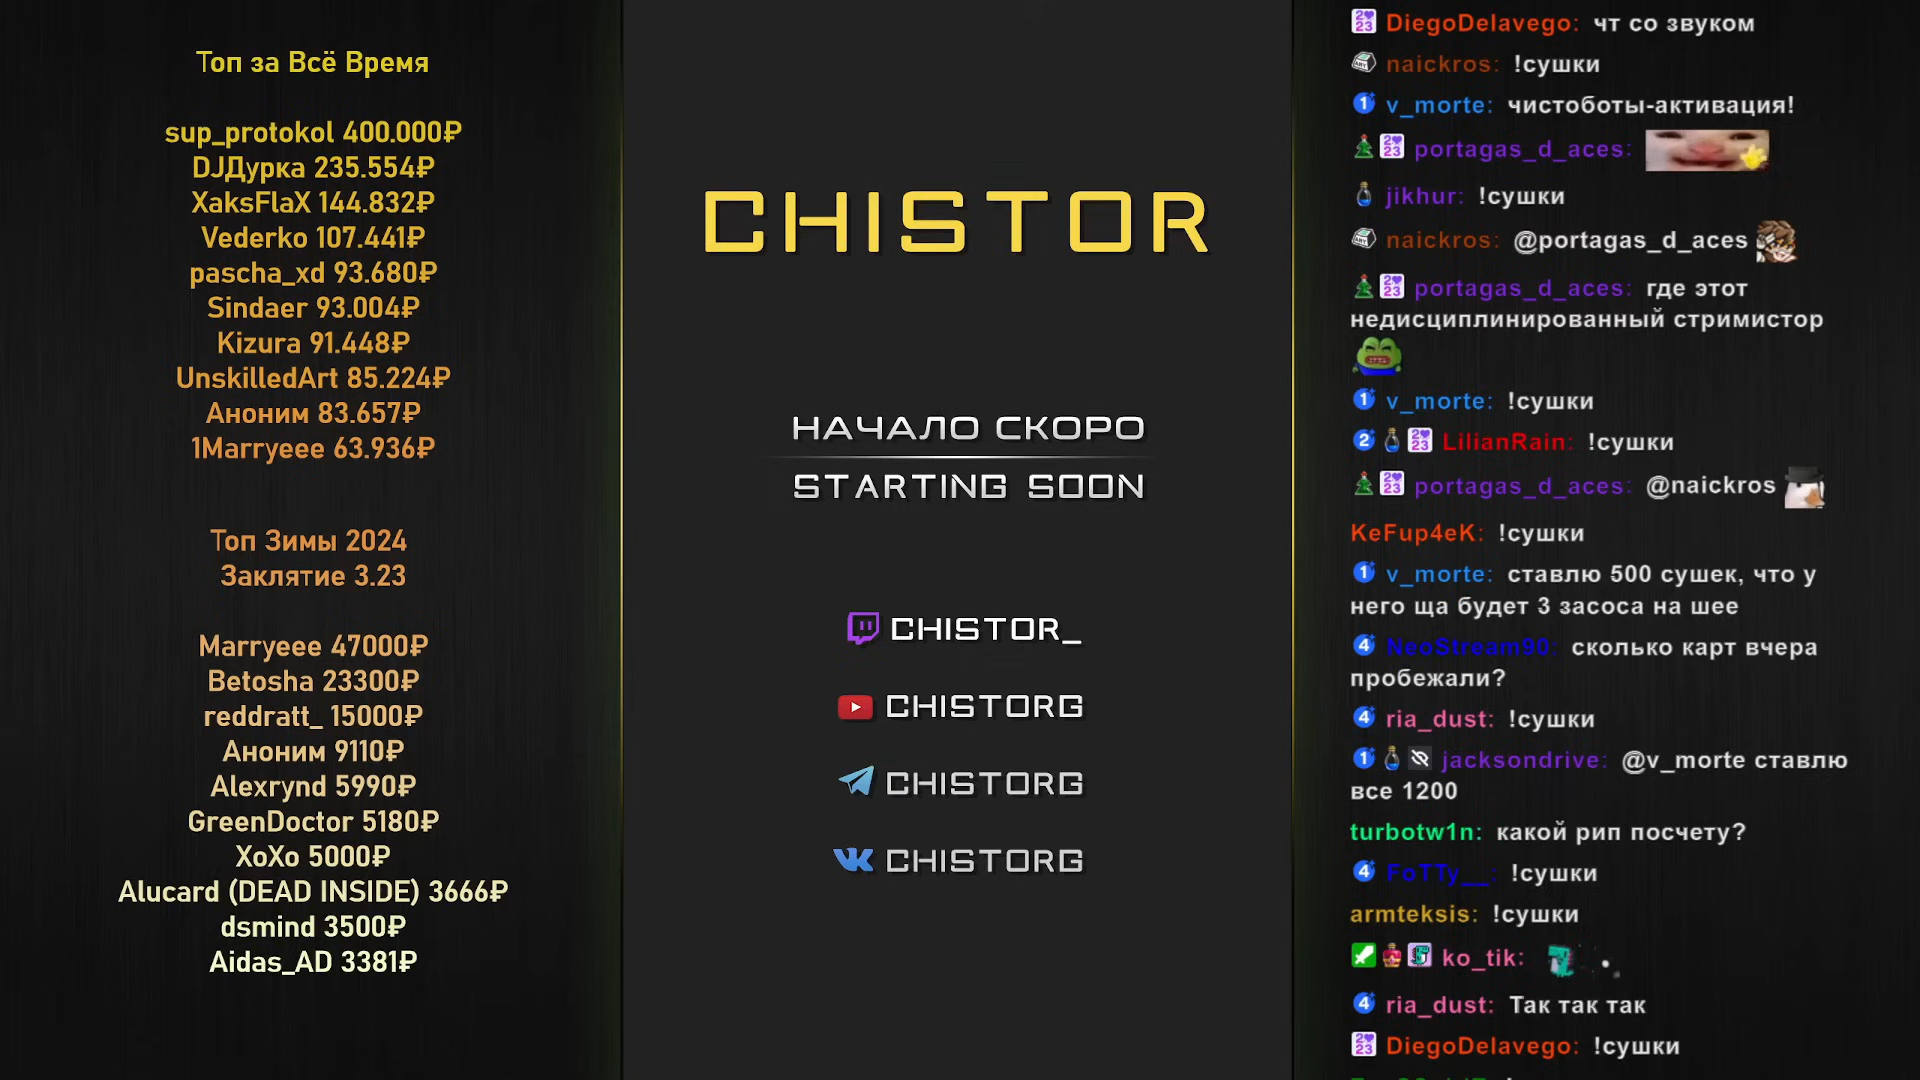 Топ за Всё Время
sup_protokol 400.000₽
DJДурка 235.554₽
XaksFlaX 144.832₽
Vederko 107.441₽
pascha_xd 93.680₽
Sindaer 93.004₽
Kizura 91.448₽
UnskilledArt 85.224₽
Аноним 83.657₽
1Marryeee 63.936₽
Топ Зимы 2024
Заклятие 3.23
Marryeee 47000₽
Betosha 23300₽
reddratt_ 15000₽
Аноним 9110₽
Alexrynd 5990₽
GreenDoctor 5180₽
XoXo 5000₽
Alucard (DEAD INSIDE) 3666₽
dsmind 3500₽
Aidas_AD 3381₽
CHISTOR
НАЧАЛО СКОРО
STARTING SOON
CHISTOR_
CHISTORG
CHISTORG
CHISTORG
DiegoDelavego: чт со звуком
naickros: !сушки
v_morte: чистоботы-активация!
portagas_d_aces:
jikhur: !сушки
naickros: @portagas_d_aces
portagas_d_aces: где этот
недисциплинированный стримистор
v_morte: !сушки
LilianRain: !сушки
portagas_d_aces: @naickros
KeFup4eK: !сушки
v_morte: ставлю 500 сушек, что у
него ща будет 3 засоса на шее
NeoStream90: сколько карт вчера
пробежали?
ria_dust: !сушки
jacksondrive: @v_morte ставлю
все 1200
turbotw1n: какой рип посчету?
FoTTy__: !сушки
armteksis: !сушки
ko_tik:
ria_dust: Так так так
DiegoDelavego: !сушки